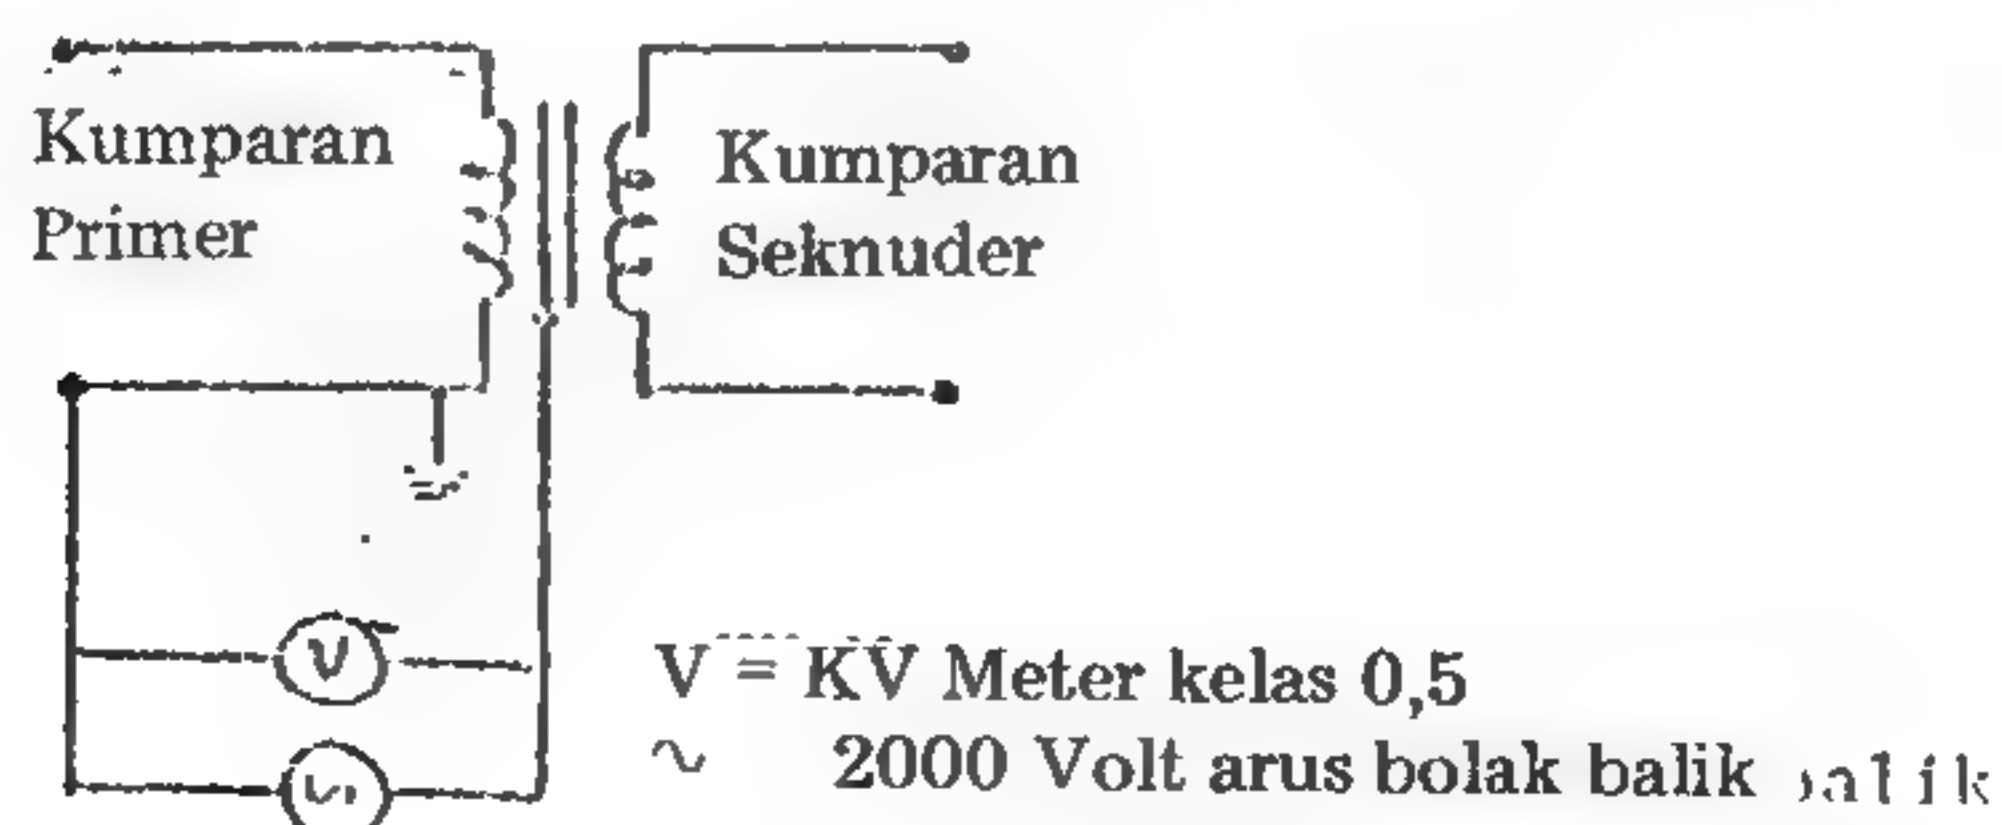 Kumparan
Primer
Kumparan
Seknuder
V
V = KV Meter kelas 0,5
~ 2000 Volt arus bolak balik